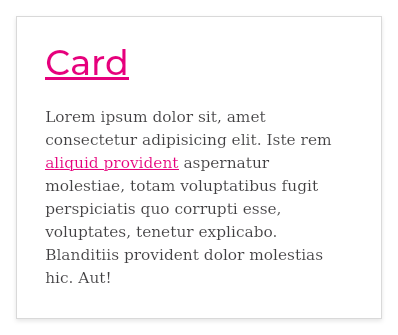 Card
Lorem ipsum dolor sit, amet
consectetur adipisicing elit. Iste rem
aliquid provident aspernatur
molestiae, totam voluptatibus fugit
perspiciatis quo corrupti esse,
voluptates, tenetur explicabo.
Blanditiis provident dolor molestias
hic. Aut!